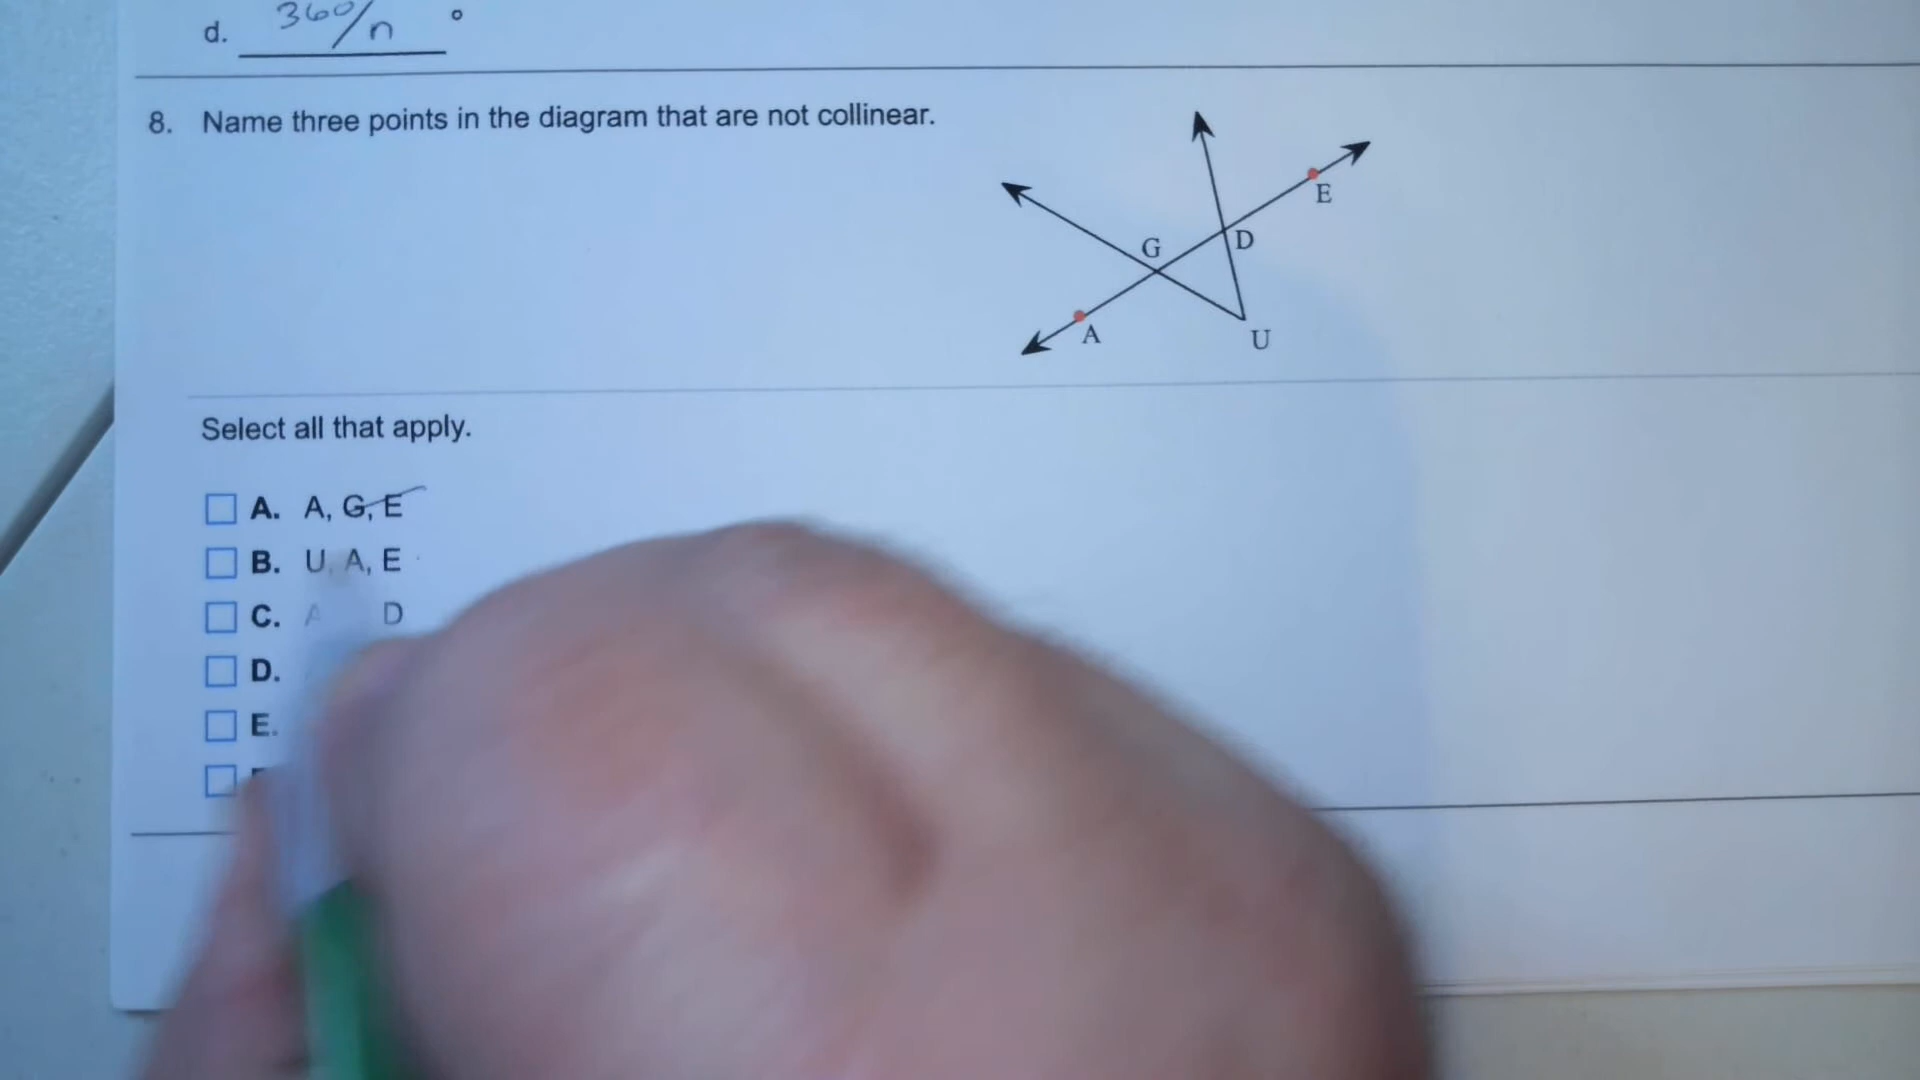 d. 360/n °
8. Name three points in the diagram that are not collinear.
E
G
D
A
U
Select all that apply.
A. A, G, E
B. U, A, E
C. A D
D.
E.